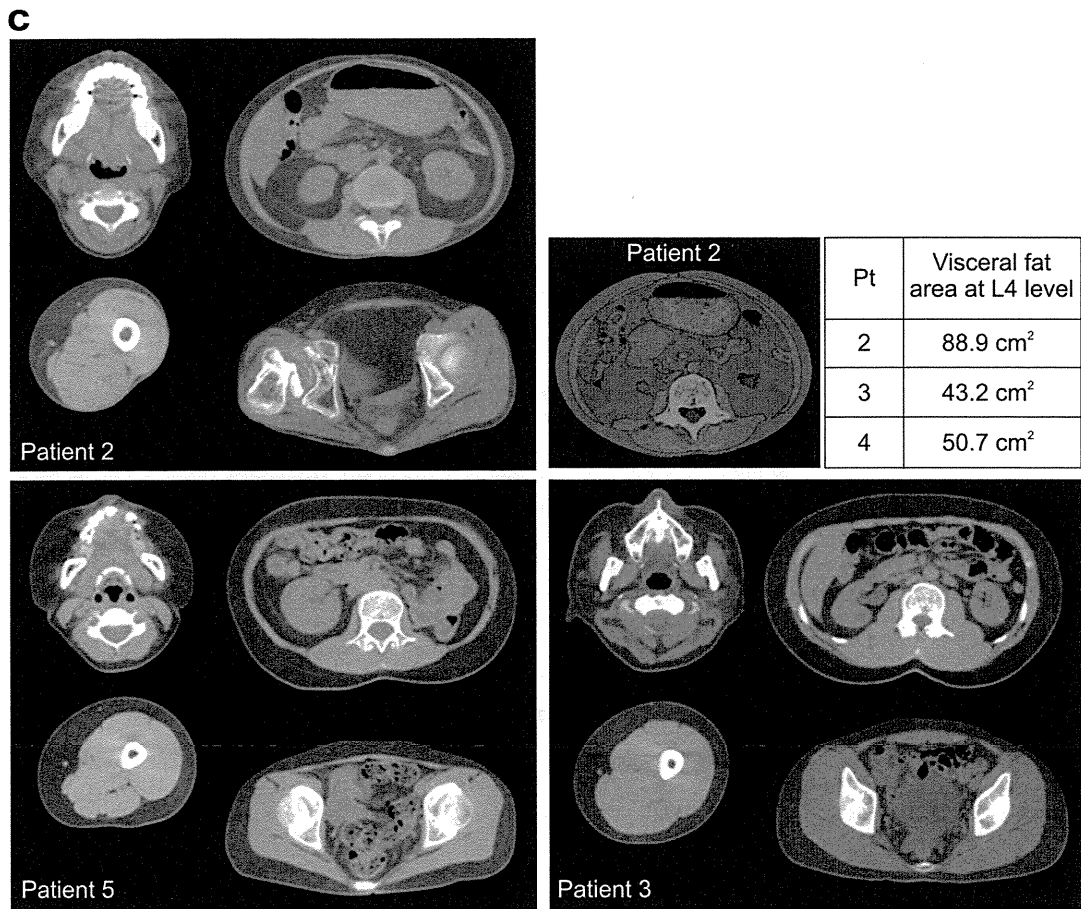 C
Patient 2
Patient 2
Pt Visceral fat area at L4 level
2 88.9 cm²
3 43.2 cm²
4 50.7 cm²
Patient 5
Patient 3